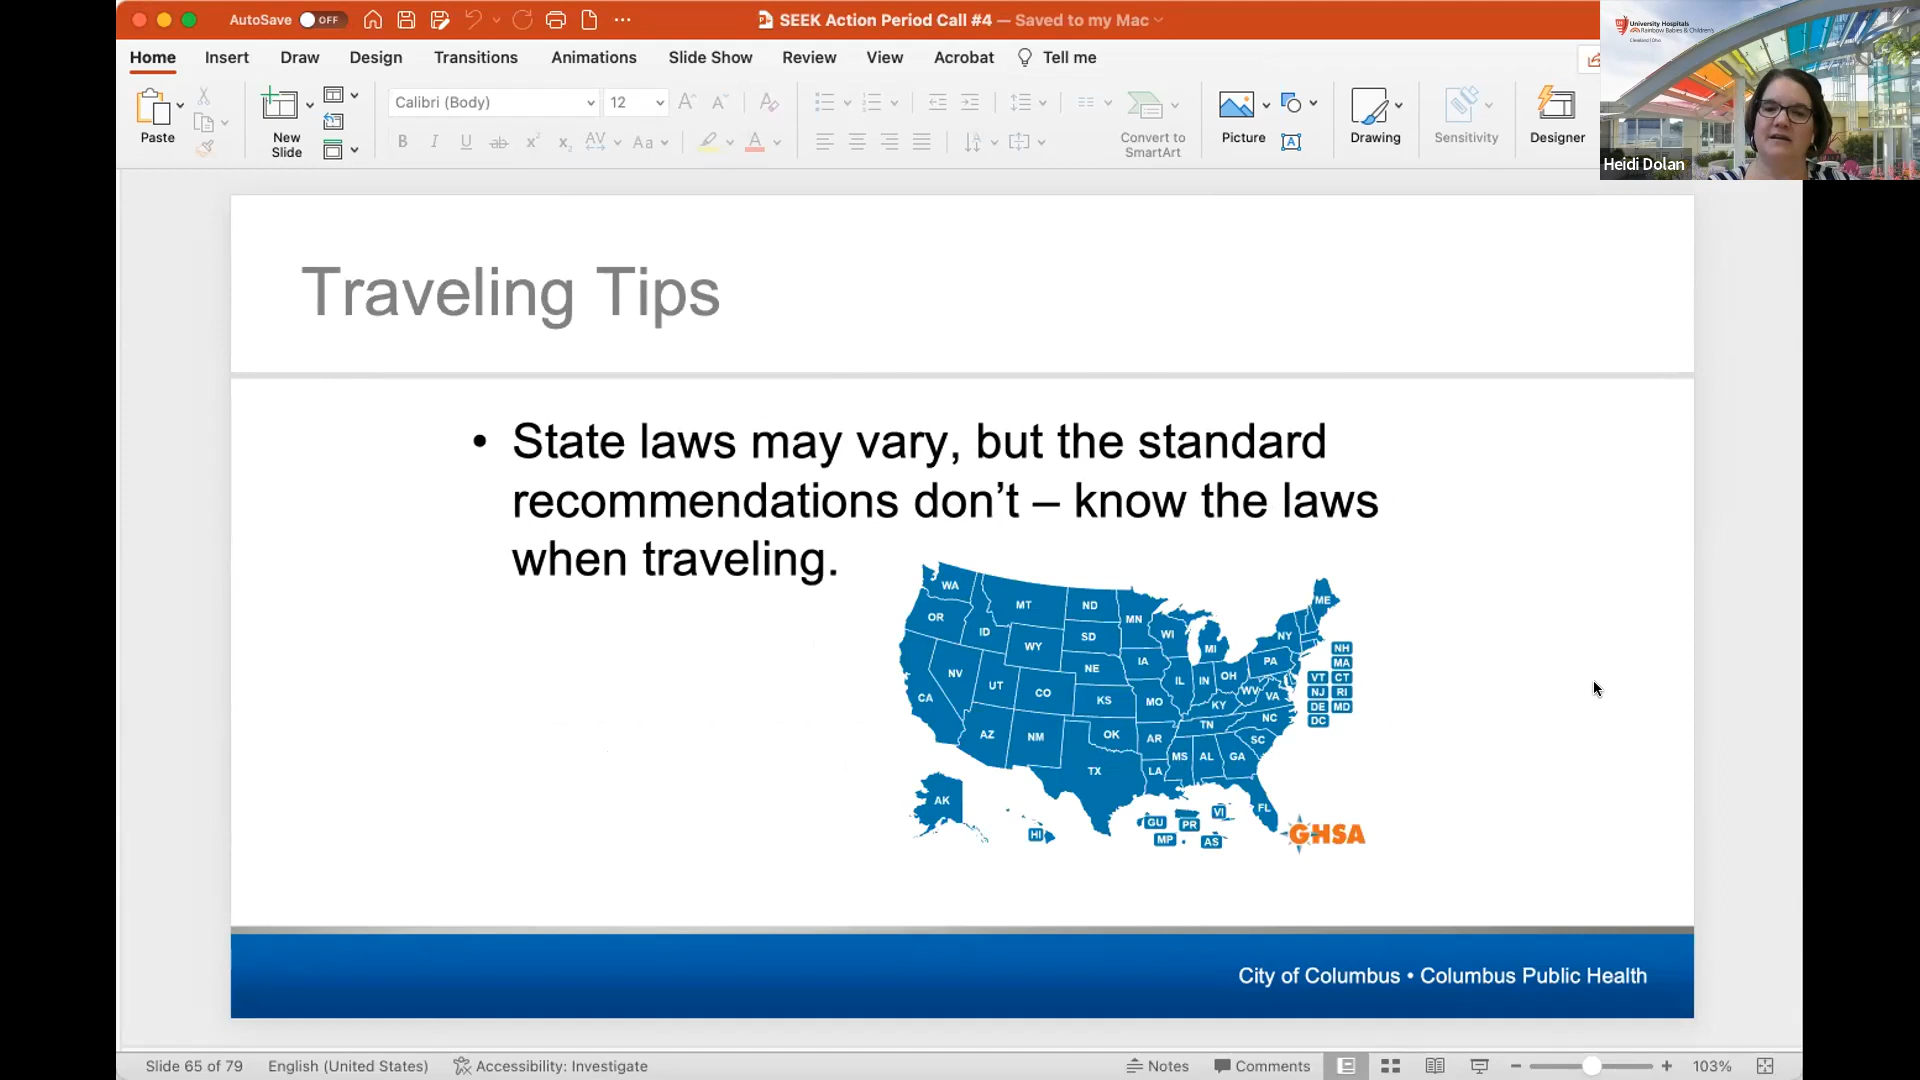 AutoSave OFF
SEEK Action Period Call #4 — Saved to my Mac
Home Insert Draw Design Transitions Animations Slide Show Review View Acrobat Tell me
Paste
New
Slide
Calibri (Body) 12
Convert to
SmartArt
Picture
Drawing
Sensitivity
Designer
University Hospitals
Rainbow Babies & Children's
Heidi Dolan
Traveling Tips
• State laws may vary, but the standard
recommendations don't – know the laws
when traveling.
WA
MT
ND
MN
ME
OR
ID
WY
SD
WI
MI
NY
NH
MA
NV
UT
CO
NE
IA
IL
IN
OH
PA
VT CT
NJ RI
DE MD
DC
CA
KS
MO
KY
WV
VA
AZ
NM
OK
AR
TN
NC
SC
TX
LA
MS
AL
GA
FL
AK
HI
GU
PR
VI
MP
AS
GHSA
City of Columbus • Columbus Public Health
Slide 65 of 79 English (United States) Accessibility: Investigate Notes Comments 103%